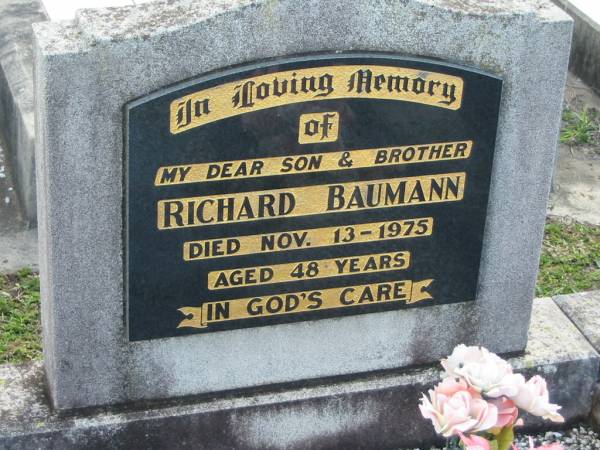 In Loving Memory
of
MY DEAR SON & BROTHER
RICHARD BAUMANN
DIED NOV. 13-1975
AGED 48 YEARS
IN GOD'S CARE